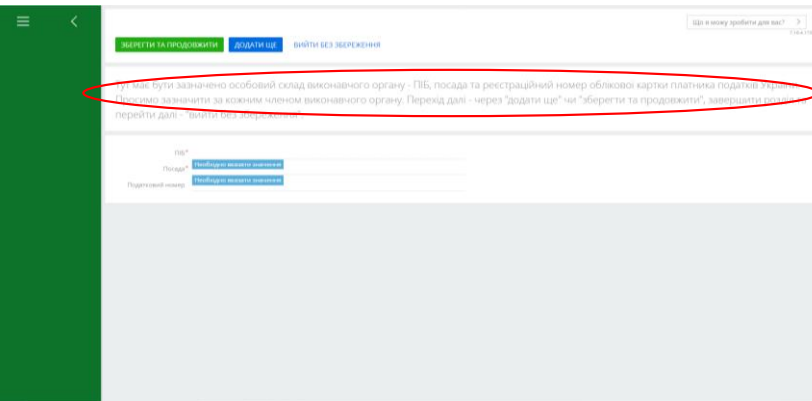 Що я можу зробити для вас?
ЗБЕРЕГТИ ТА ПРОДОВЖИТИ ДОДАТИ ЩЕ ВИЙТИ БЕЗ ЗБЕРЕЖЕННЯ
Тут має бути зазначено особовий склад виконавчого органу - ПІБ, посада та реєстраційний номер облікової картки платника податків України.
Просимо зазначити за кожним членом виконавчого органу. Перехід далі - через "додати ще" чи "зберегти та продовжити", завершити розділ та
перейти далі - "вийти без збереження".
ПІБ*
Необхідно вказати значення
Посада*
Необхідно вказати значення
Податковий номер